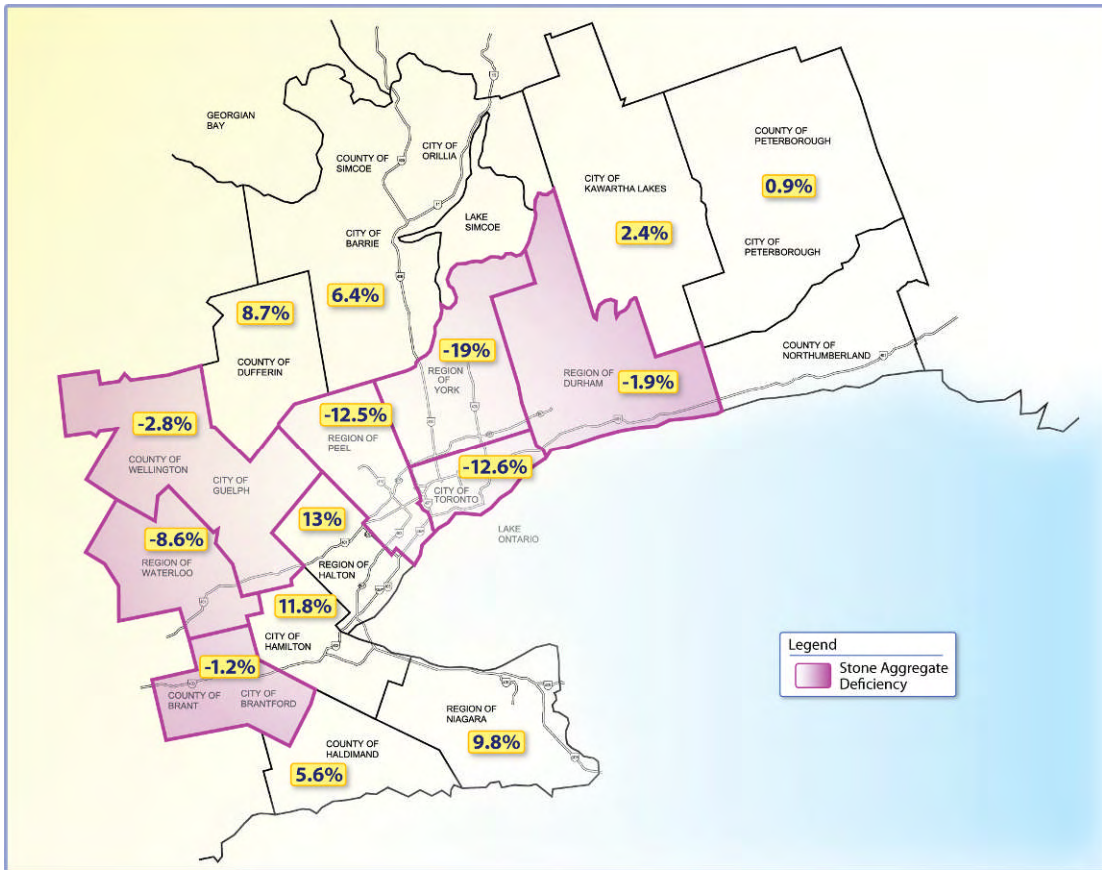 GEORGIAN
BAY
COUNTY OF
SIMCOE
CITY OF
ORILLIA
COUNTY OF
PETERBOROUGH
0.9%
CITY OF
KAWARTHA LAKES
2.4%
LAKE
SIMCOE
CITY OF
BARRIE
6.4%
CITY OF
PETERBOROUGH
8.7%
COUNTY OF
DUFFERIN
COUNTY OF
NORTHUMBERLAND
-19%
REGION
OF
YORK
REGION OF
DURHAM
-1.9%
-12.5%
REGION OF
PEEL
-2.8%
COUNTY OF
WELLINGTON
CITY OF
GUELPH
-12.6%
CITY OF
TORONTO
13%
REGION OF
HALTON
LAKE
ONTARIO
-8.6%
REGION OF
WATERLOO
11.8%
CITY OF
HAMILTON
-1.2%
COUNTY OF
BRANT
CITY OF
BRANTFORD
REGION OF
NIAGARA
9.8%
COUNTY OF
HALDIMAND
5.6%
Legend
Stone Aggregate
Deficiency